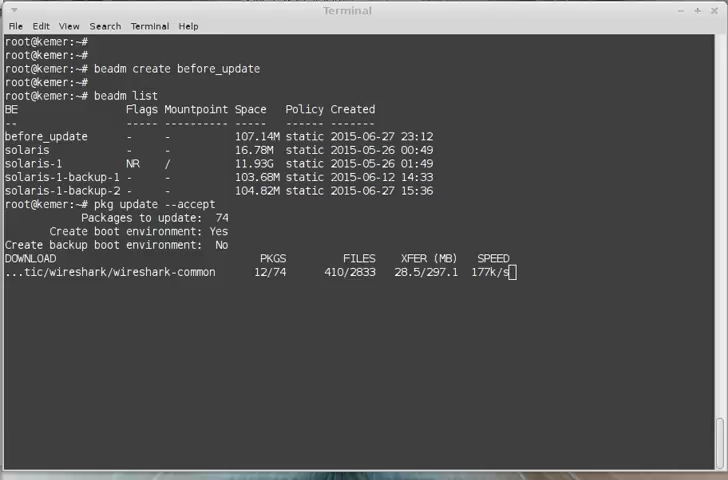 Terminal
File Edit View Search Terminal Help
root@kemer:~#
root@kemer:~#
root@kemer:~# beadm create before_update
root@kemer:~#
root@kemer:~# beadm list
BE Flags Mountpoint Space Policy Created
-- ----- ---------- ----- ------ -------
before_update - - 107.14M static 2015-06-27 23:12
solaris - - 16.78M static 2015-05-26 00:49
solaris-1 NR / 11.93G static 2015-05-26 01:49
solaris-1-backup-1 - - 103.68M static 2015-06-12 14:33
solaris-1-backup-2 - - 104.82M static 2015-06-27 15:36
root@kemer:~# pkg update --accept
Packages to update: 74
Create boot environment: Yes
Create backup boot environment: No
DOWNLOAD PKGS FILES XFER (MB) SPEED
...tic/wireshark/wireshark-common 12/74 410/2833 28.5/297.1 177k/s